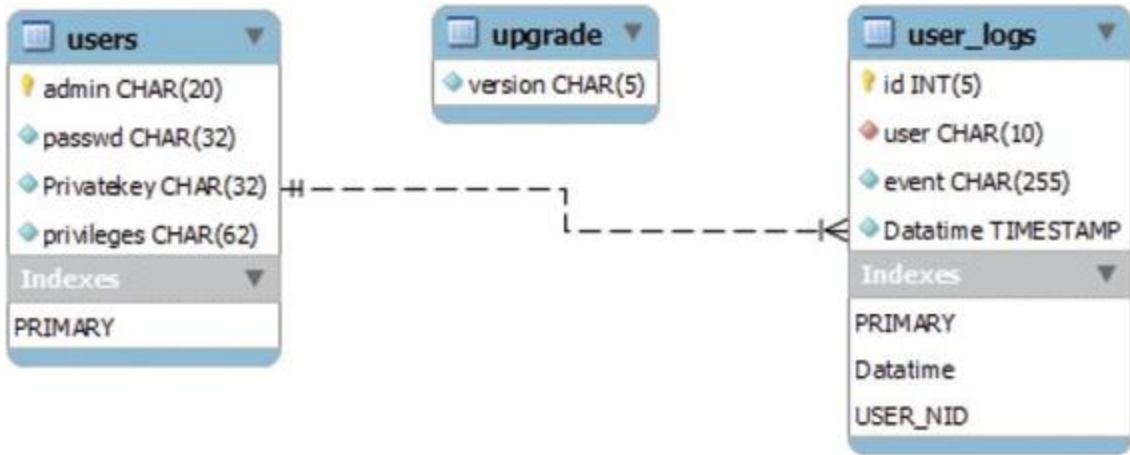 users
admin CHAR(20)
passwd CHAR(32)
Privatekey CHAR(32)
privileges CHAR(62)
Indexes
PRIMARY
upgrade
version CHAR(5)
user_logs
id INT(5)
user CHAR(10)
event CHAR(255)
Datatime TIMESTAMP
Indexes
PRIMARY
Datatime
USER_NID